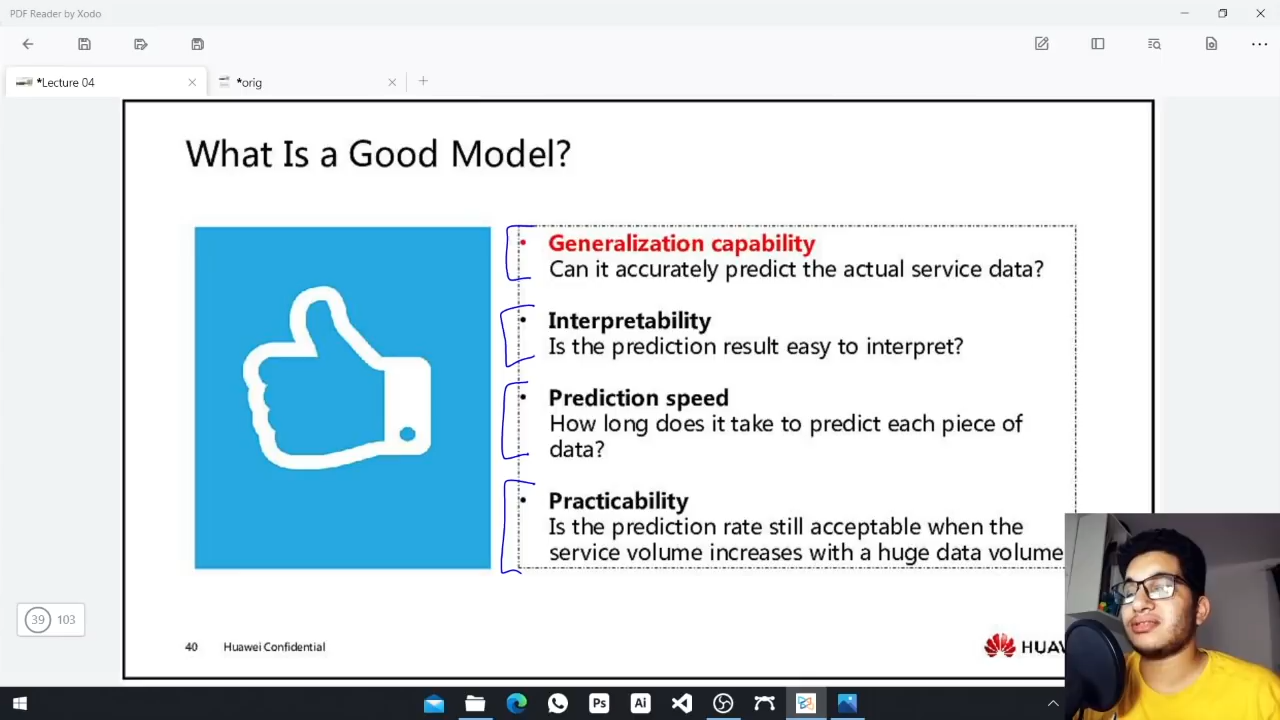 PDF Reader by Xodo
*Lecture 04
*orig
What Is a Good Model?
• Generalization capability
Can it accurately predict the actual service data?
• Interpretability
Is the prediction result easy to interpret?
• Prediction speed
How long does it take to predict each piece of
data?
• Practicability
Is the prediction rate still acceptable when the
service volume increases with a huge data volume
39 103
40 Huawei Confidential
HUAW
Ps Ai